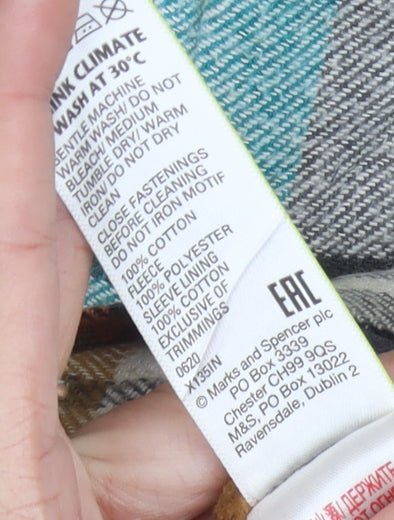 INK CLIMATE
WASH AT 30°C
GENTLE MACHINE
WARM WASH/ DO NOT
BLEACH/ MEDIUM
TUMBLE DRY/ WARM
IRON/ DO NOT DRY
CLEAN
CLOSE FASTENINGS
BEFORE CLEANING
DO NOT IRON MOTIF
100% COTTON
FLEECE
100% POLYESTER
SLEEVE LINING
100% COTTON
EXCLUSIVE OF
TRIMMINGS
0620
X135IN
EAC
© Marks and Spencer plc
PO Box 3339
Chester CH99 9QS
M&S, PO Box 13022
Ravensdale, Dublin 2
ДЕРЖИТЕ